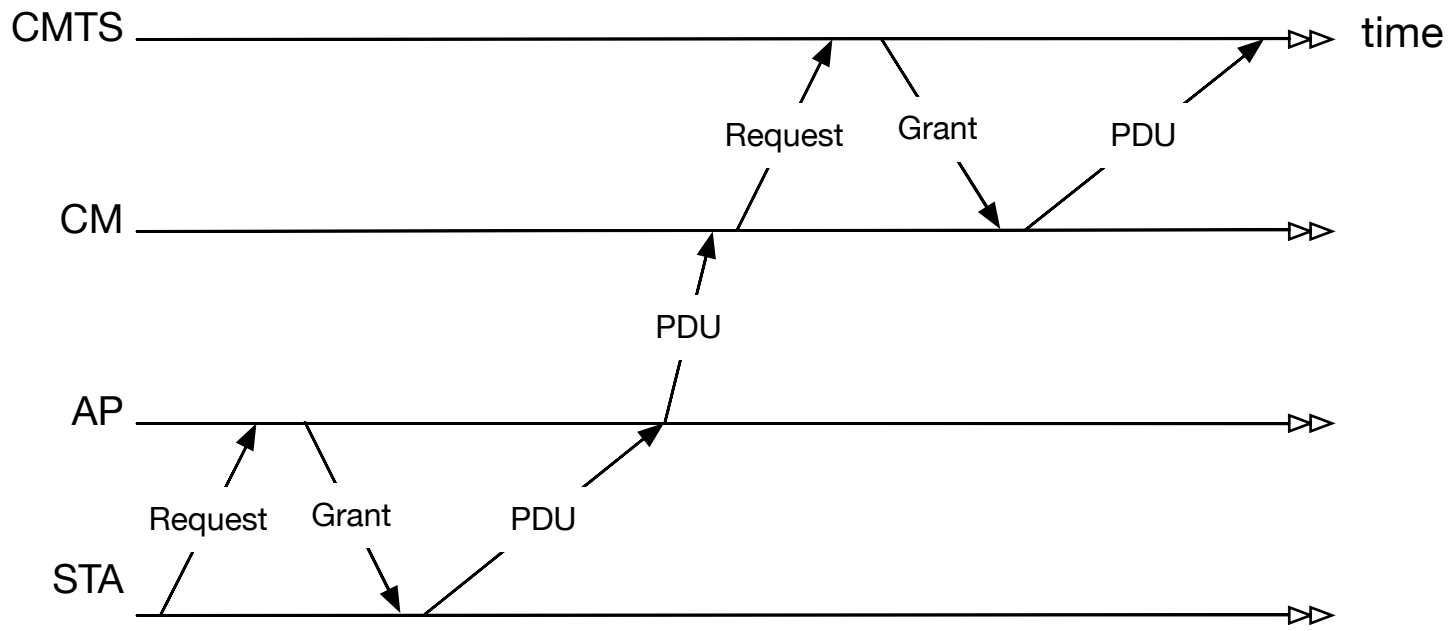 CMTS
time
Request
Grant
PDU
CM
PDU
AP
Request
Grant
PDU
STA